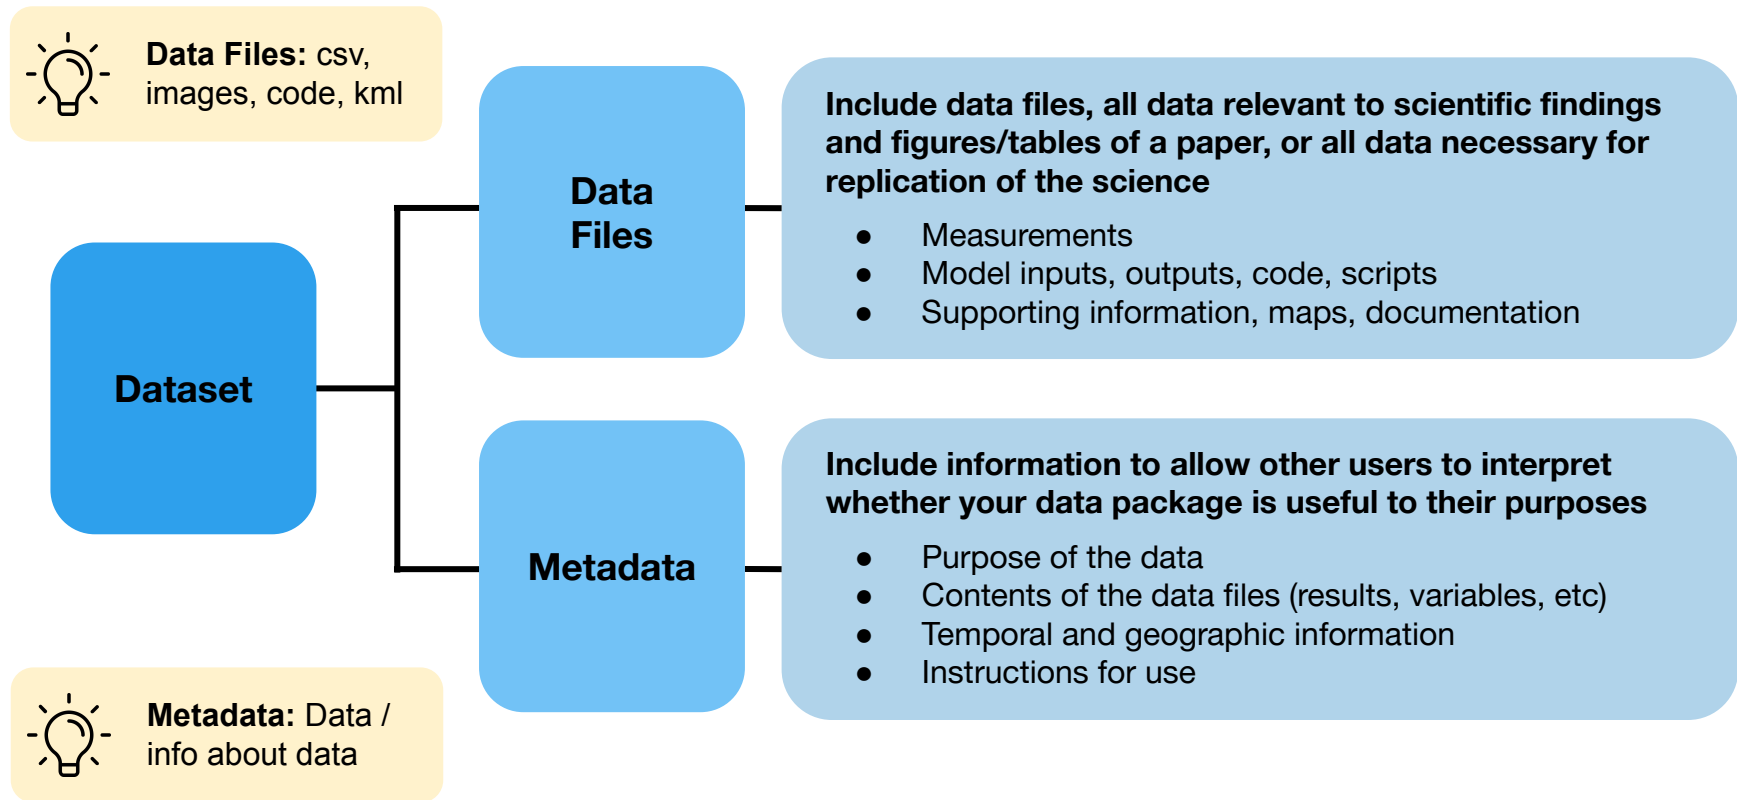 Data Files: csv,
images, code, kml
Dataset
Data
Files
Include data files, all data relevant to scientific findings
and figures/tables of a paper, or all data necessary for
replication of the science
● Measurements
● Model inputs, outputs, code, scripts
● Supporting information, maps, documentation
Metadata
Include information to allow other users to interpret
whether your data package is useful to their purposes
● Purpose of the data
● Contents of the data files (results, variables, etc)
● Temporal and geographic information
● Instructions for use
Metadata: Data /
info about data